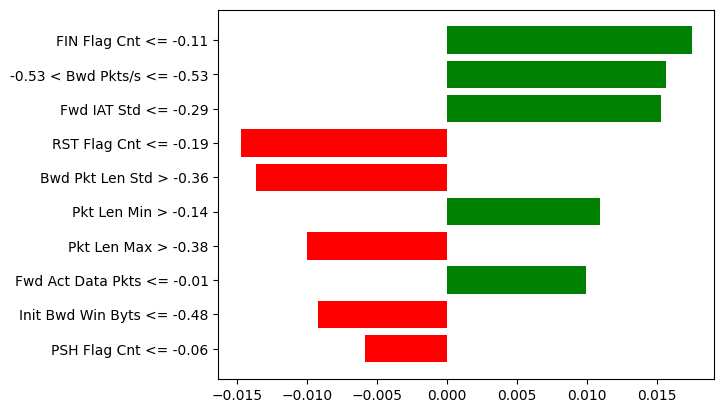 FIN Flag Cnt <= -0.11
-0.53 < Bwd Pkts/s <= -0.53
Fwd IAT Std <= -0.29
RST Flag Cnt <= -0.19
Bwd Pkt Len Std > -0.36
Pkt Len Min > -0.14
Pkt Len Max > -0.38
Fwd Act Data Pkts <= -0.01
Init Bwd Win Byts <= -0.48
PSH Flag Cnt <= -0.06
−0.015 −0.010 −0.005 0.000 0.005 0.010 0.015